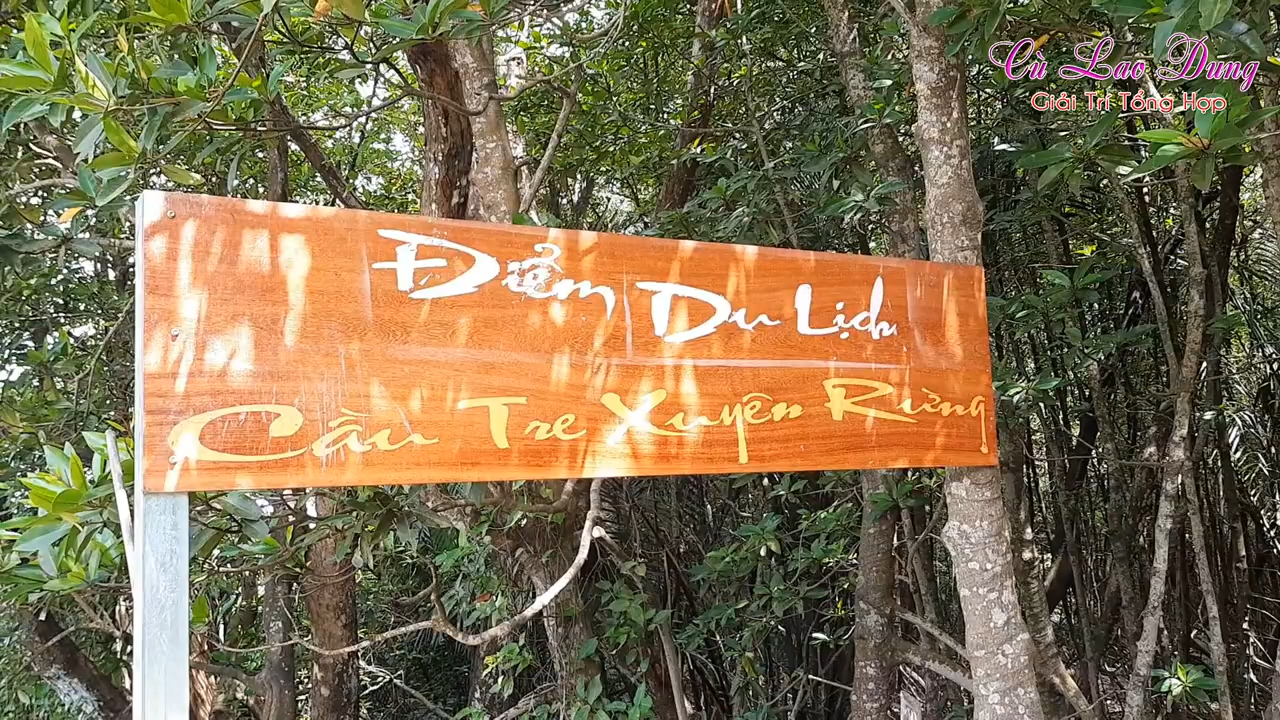 Cù Lao Dung
Giải Trí Tổng Hợp
Điểm Du Lịch
Cầu Tre Xuyên Rừng